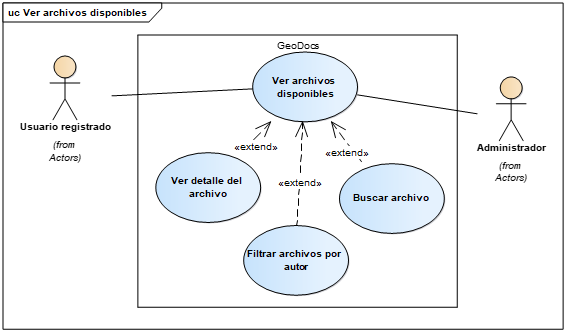 uc Ver archivos disponibles
GeoDocs
Ver archivos
disponibles
Usuario registrado
(from
Actors)
Administrador
(from
Actors)
«extend»
«extend»
«extend»
Ver detalle del
archivo
Buscar archivo
Filtrar archivos por
autor